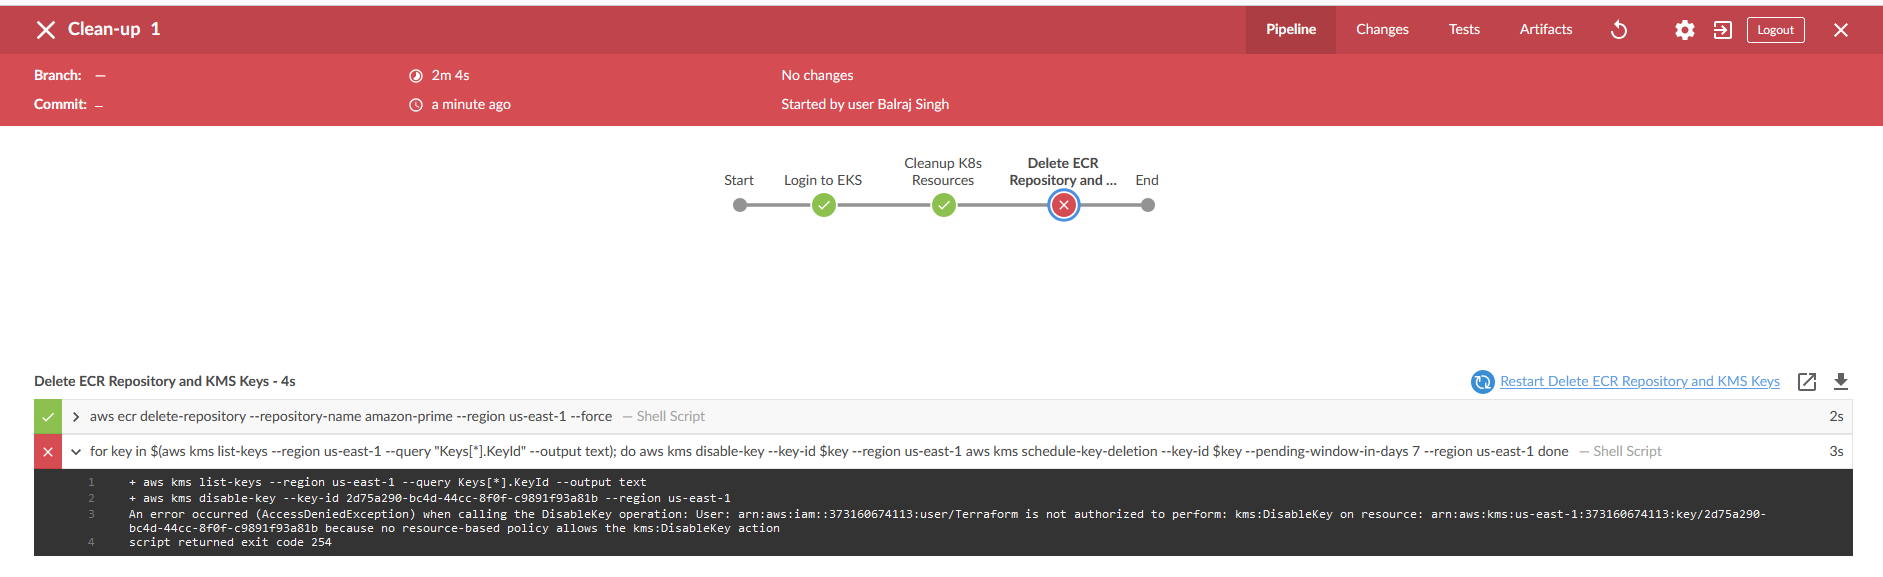 Clean-up 1
Pipeline
Changes
Tests
Artifacts
Logout
Branch: —
2m 4s
No changes
Commit: –
a minute ago
Started by user Balraj Singh
Start
Login to EKS
Cleanup K8s
Resources
Delete ECR
Repository and ...
End
Delete ECR Repository and KMS Keys - 4s
Restart Delete ECR Repository and KMS Keys
aws ecr delete-repository --repository-name amazon-prime --region us-east-1 --force — Shell Script 2s
for key in $(aws kms list-keys --region us-east-1 --query "Keys[*].KeyId" --output text); do aws kms disable-key --key-id $key --region us-east-1 aws kms schedule-key-deletion --key-id $key --pending-window-in-days 7 --region us-east-1 done — Shell Script 3s
1 + aws kms list-keys --region us-east-1 --query Keys[*].KeyId --output text
2 + aws kms disable-key --key-id 2d75a290-bc4d-44cc-8f0f-c9891f93a81b --region us-east-1
3 An error occurred (AccessDeniedException) when calling the DisableKey operation: User: arn:aws:iam::373160674113:user/Terraform is not authorized to perform: kms:DisableKey on resource: arn:aws:kms:us-east-1:373160674113:key/2d75a290-
bc4d-44cc-8f0f-c9891f93a81b because no resource-based policy allows the kms:DisableKey action
4 script returned exit code 254